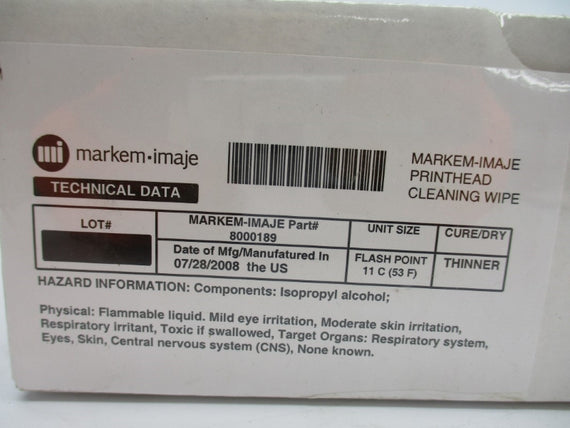 mi markem·imaje
MARKEM-IMAJE
PRINTHEAD
CLEANING WIPE
TECHNICAL DATA
LOT#
MARKEM-IMAJE Part#
8000189
UNIT SIZE
CURE/DRY
Date of Mfg/Manufatured In
07/28/2008 the US
FLASH POINT
11 C (53 F)
THINNER
HAZARD INFORMATION: Components: Isopropyl alcohol;
Physical: Flammable liquid. Mild eye irritation, Moderate skin irritation,
Respiratory irritant, Toxic if swallowed, Target Organs: Respiratory system,
Eyes, Skin, Central nervous system (CNS), None known.